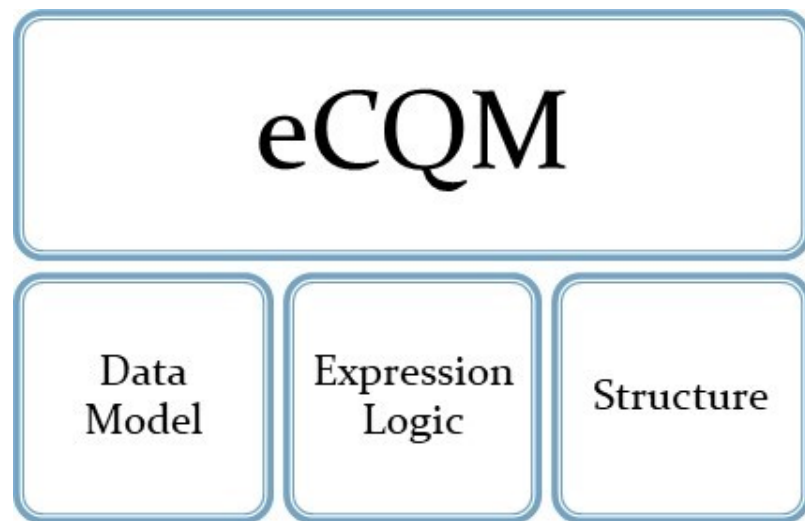 eCQM
Data
Model
Expression
Logic
Structure